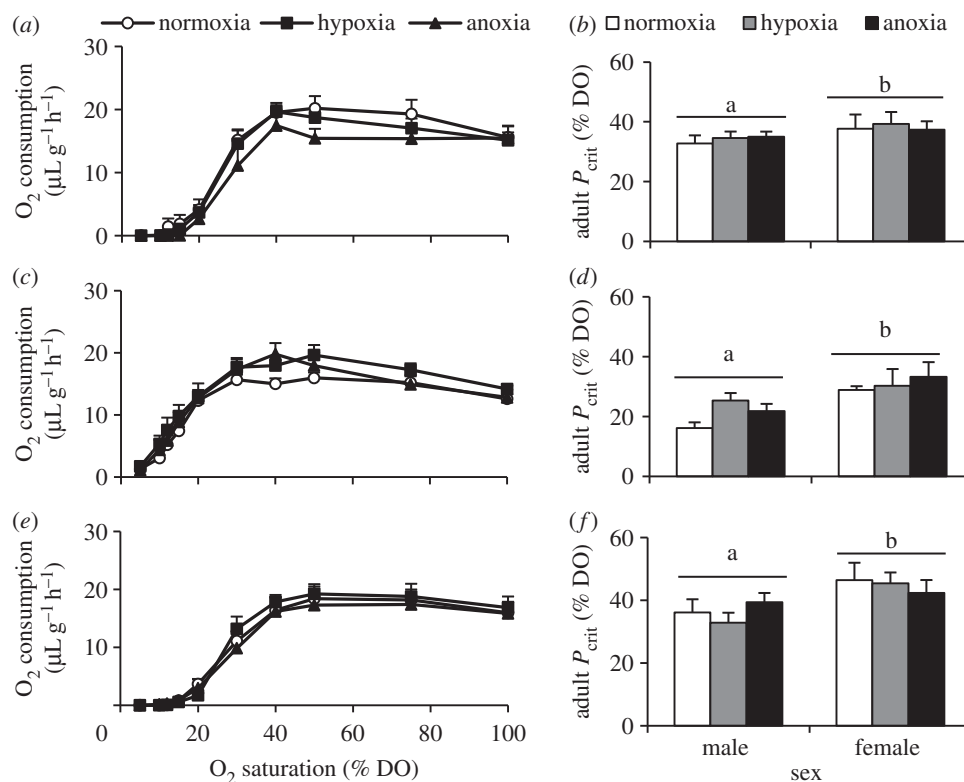 (a) normoxia hypoxia anoxia
30
20
10
0
O2 consumption
(µL g−1 h−1)
(b) normoxia hypoxia anoxia
60
40
20
0
adult Pcrit (% DO)
a
b
(c)
30
20
10
0
O2 consumption
(µL g−1 h−1)
(d)
60
40
20
0
adult Pcrit (% DO)
a
b
(e)
30
20
10
O2 consumption
(µL g−1 h−1)
0 20 40 60 80 100
O2 saturation (% DO)
(f)
60
40
20
0
adult Pcrit (% DO)
a
b
male female
sex